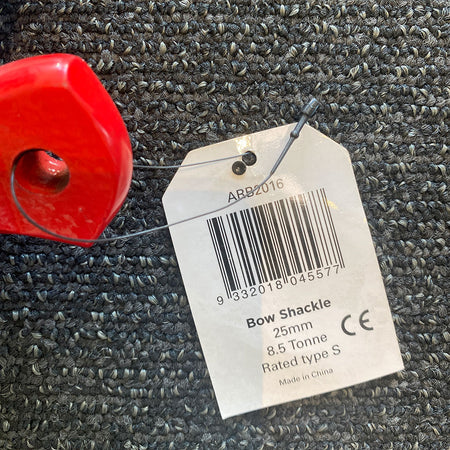 ARB2016
9 332018 045577
Bow Shackle
25mm
8.5 Tonne
Rated type S
Made in China
CE